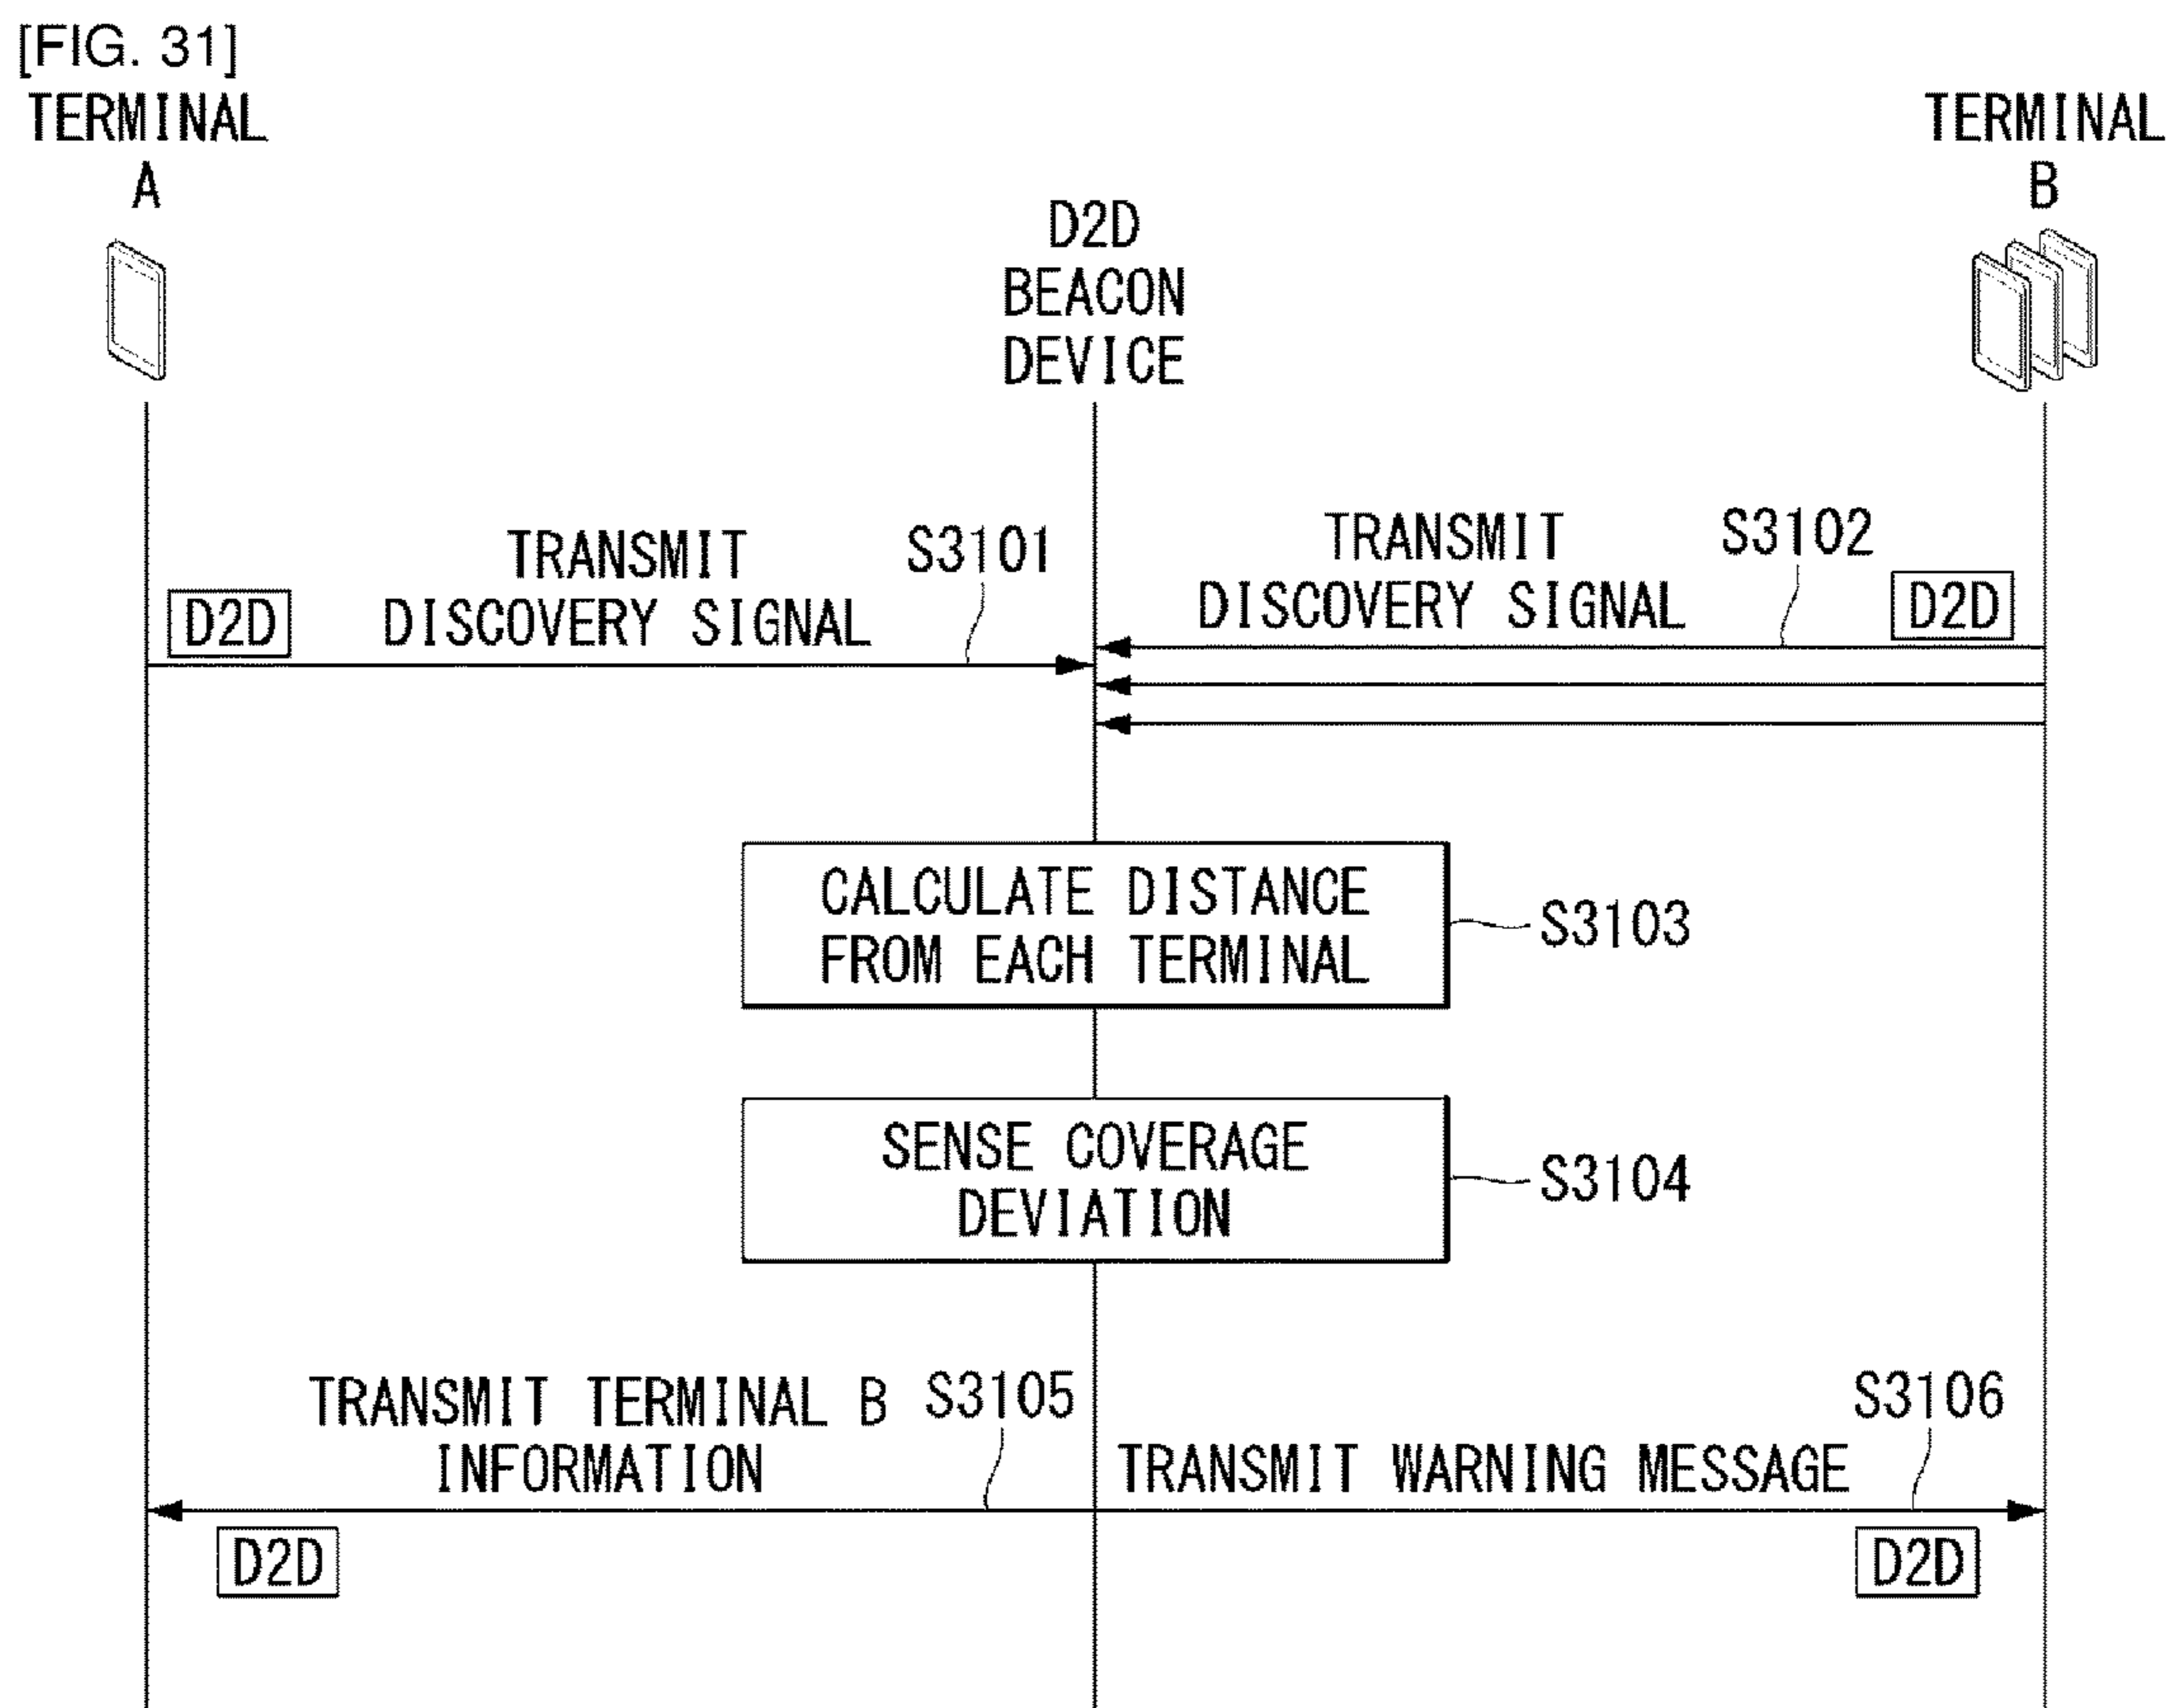 [FIG. 31]
TERMINAL
A
D2D
BEACON
DEVICE
TERMINAL
B
TRANSMIT
DISCOVERY SIGNAL
S3101
D2D
TRANSMIT
DISCOVERY SIGNAL
S3102
D2D
CALCULATE DISTANCE
FROM EACH TERMINAL
S3103
SENSE COVERAGE
DEVIATION
S3104
TRANSMIT TERMINAL B
INFORMATION
S3105
D2D
TRANSMIT WARNING MESSAGE
S3106
D2D